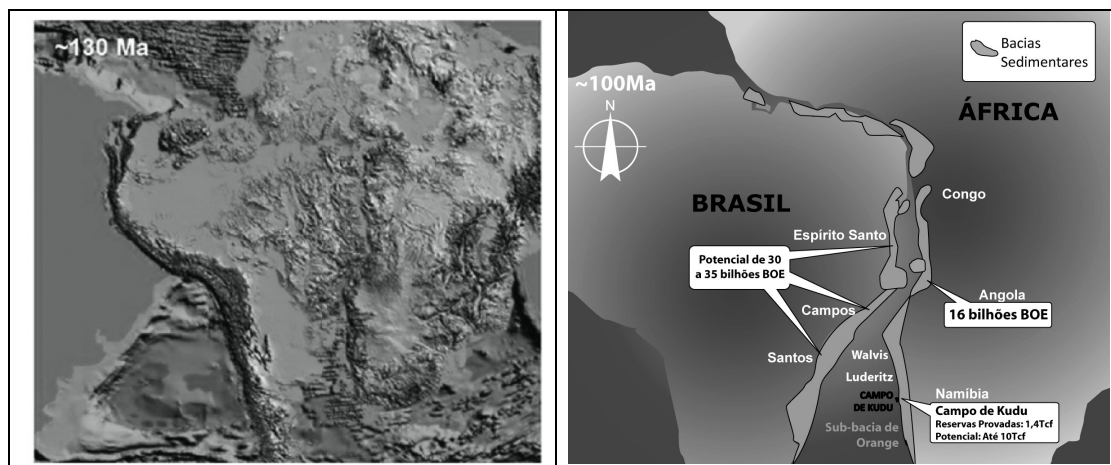 ~130 Ma
~100Ma
N
Bacias
Sedimentares
ÁFRICA
BRASIL
Congo
Espírito Santo
Potencial de 30
a 35 bilhões BOE
Angola
16 bilhões BOE
Campos
Santos
Walvis
Luderitz
CAMPO
DE KUDU
Namíbia
Campo de Kudu
Reservas Provadas: 1,4Tcf
Potencial: Até 10Tcf
Sub-bacia de
Orange